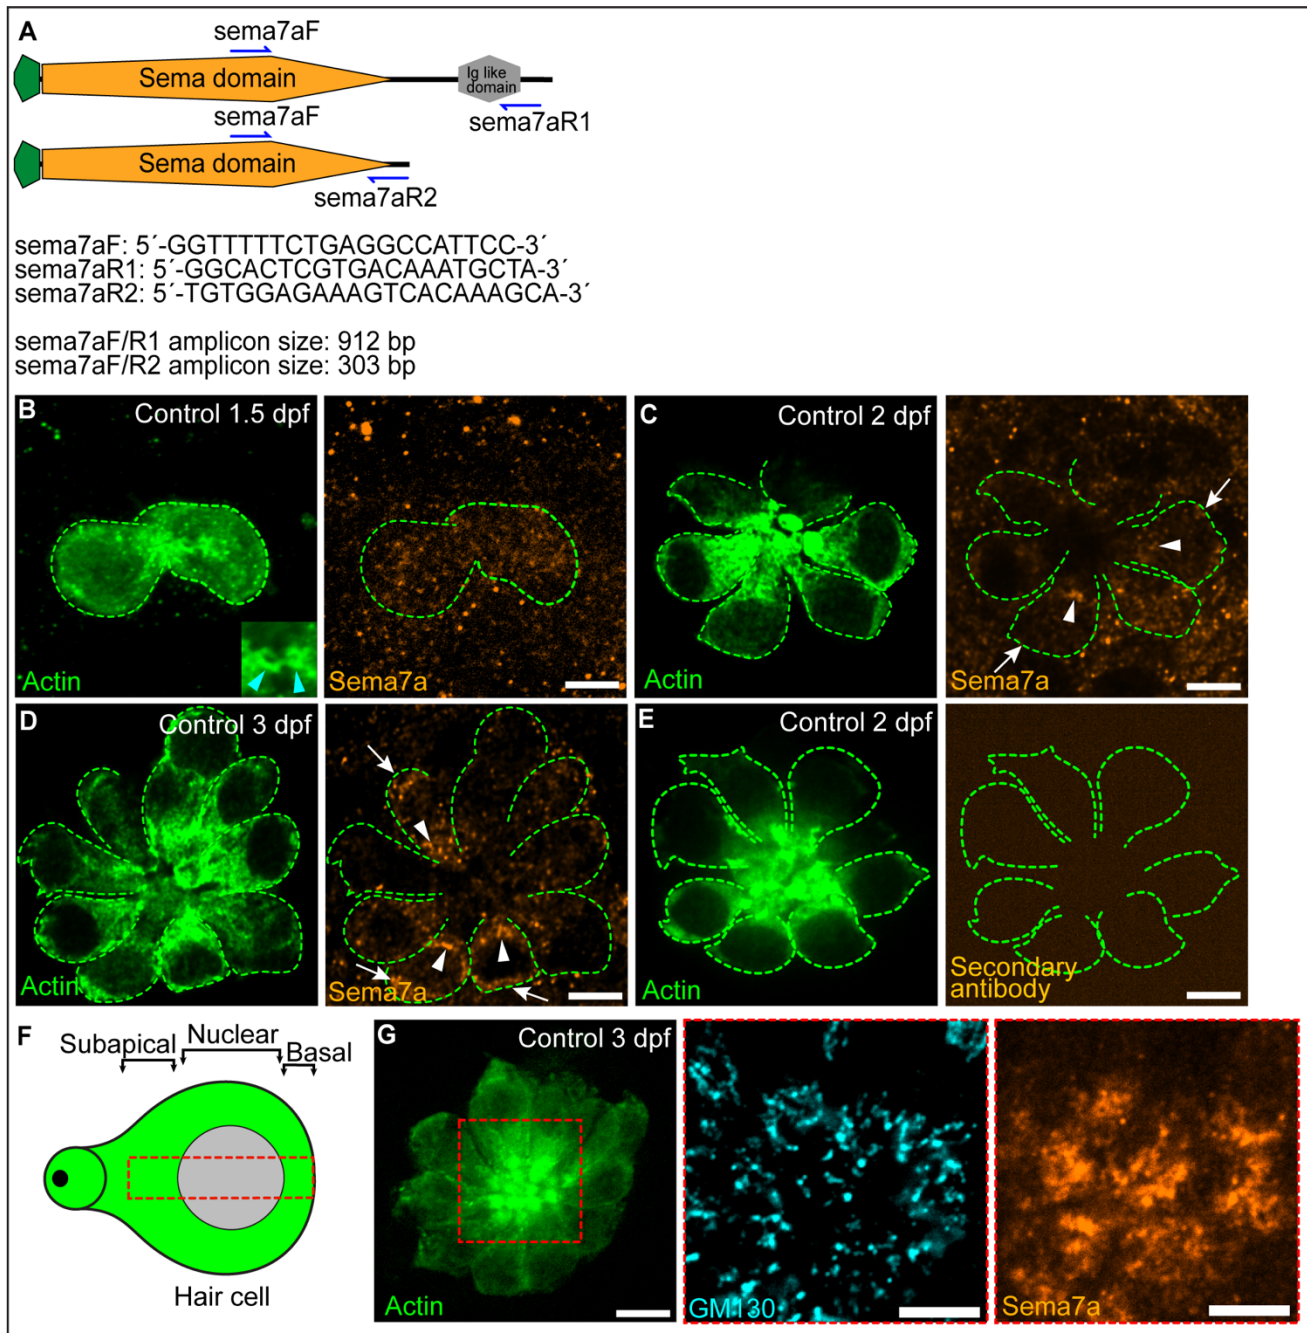 A
sema7aF
Sema domain
Ig like
domain
sema7aR1
sema7aF
Sema domain
sema7aR2
sema7aF: 5´-GGTTTTTCTGAGGCCATTCC-3´
sema7aR1: 5´-GGCACTCGTGACAAATGCTA-3´
sema7aR2: 5´-TGTGGAGAAAGTCACAAAGCA-3´
sema7aF/R1 amplicon size: 912 bp
sema7aF/R2 amplicon size: 303 bp
B
Control 1.5 dpf
Actin
Sema7a
C
Control 2 dpf
Actin
Sema7a
D
Control 3 dpf
Actin
Sema7a
E
Control 2 dpf
Actin
Secondary
antibody
F
Subapical
Nuclear
Basal
Hair cell
G
Control 3 dpf
Actin
GM130
Sema7a